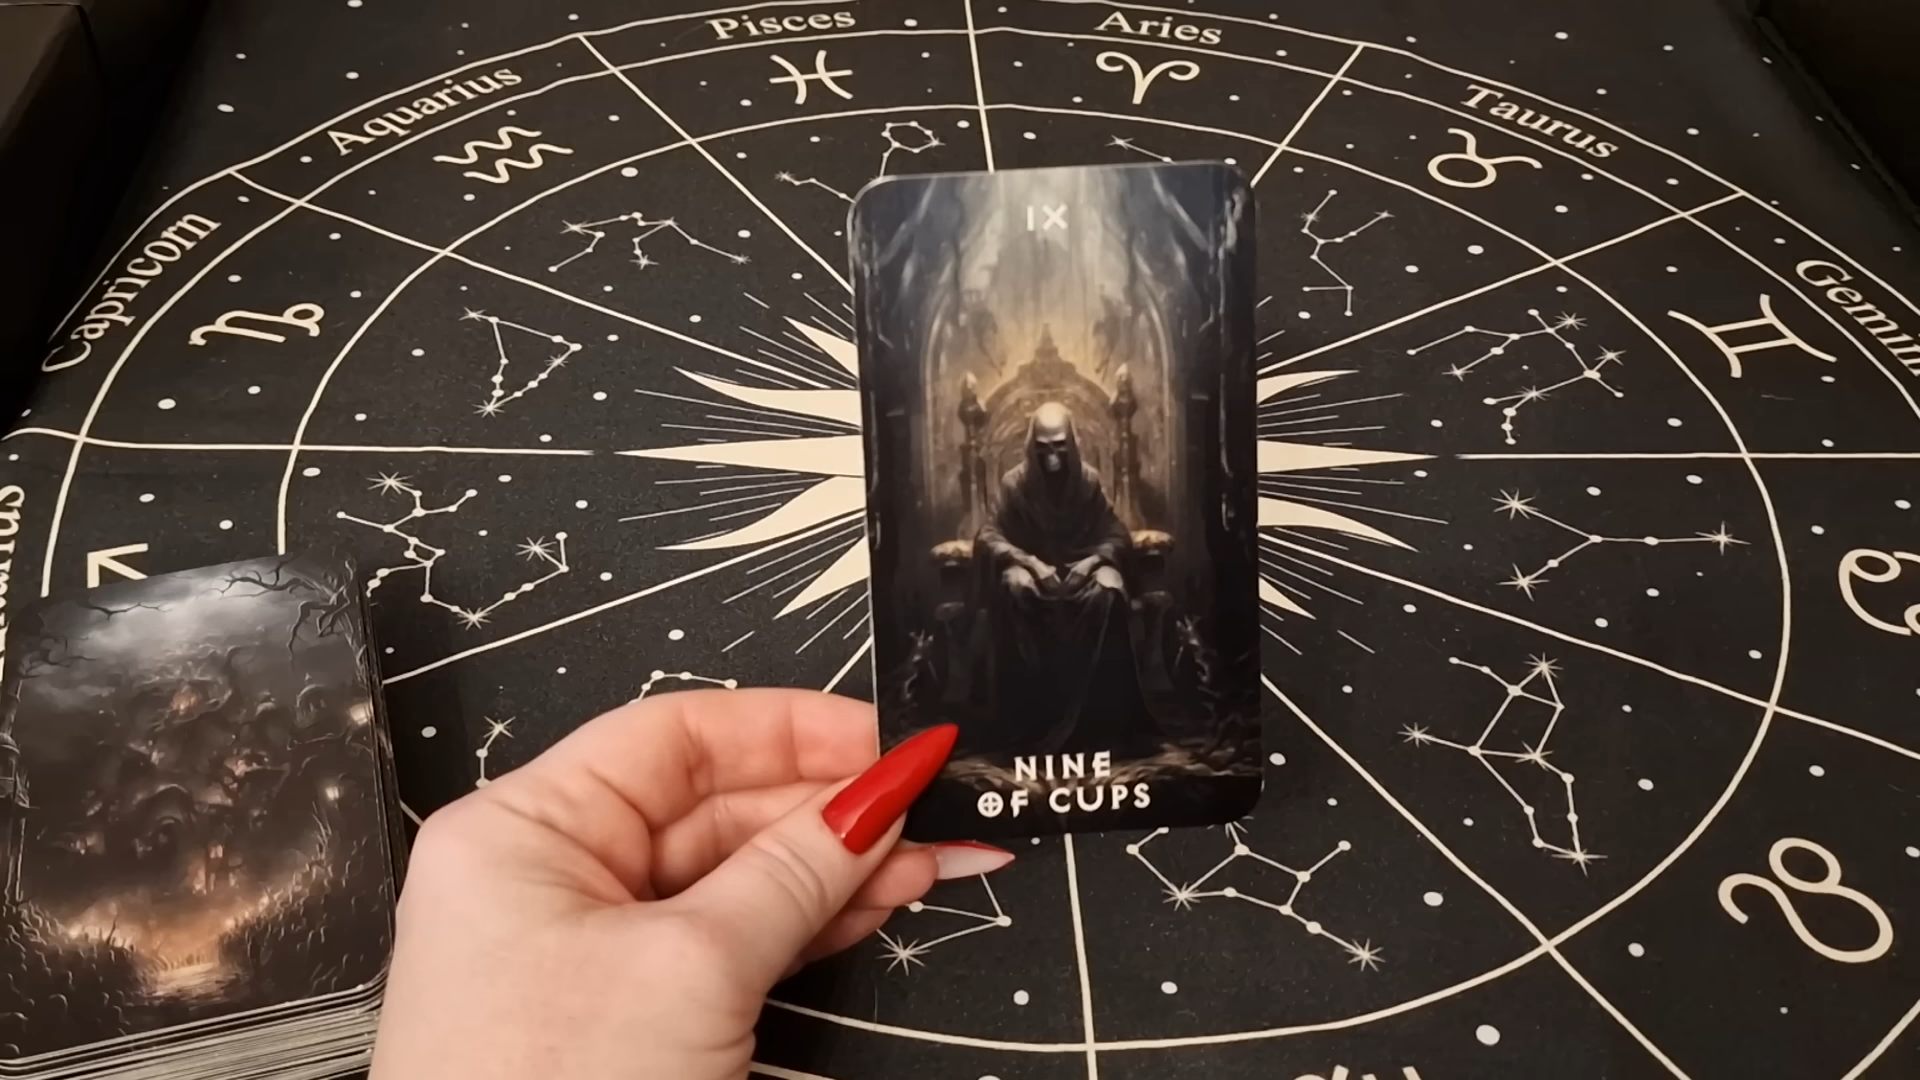 Pisces
Aries
Aquarius
Taurus
Capricorn
Gemini
IX
NINE
OF CUPS